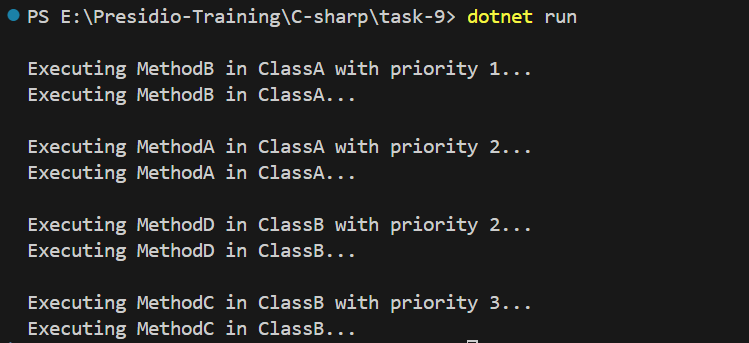 PS E:\Presidio-Training\C-sharp\task-9> dotnet run
Executing MethodB in ClassA with priority 1...
Executing MethodB in ClassA...
Executing MethodA in ClassA with priority 2...
Executing MethodA in ClassA...
Executing MethodD in ClassB with priority 2...
Executing MethodD in ClassB...
Executing MethodC in ClassB with priority 3...
Executing MethodC in ClassB...